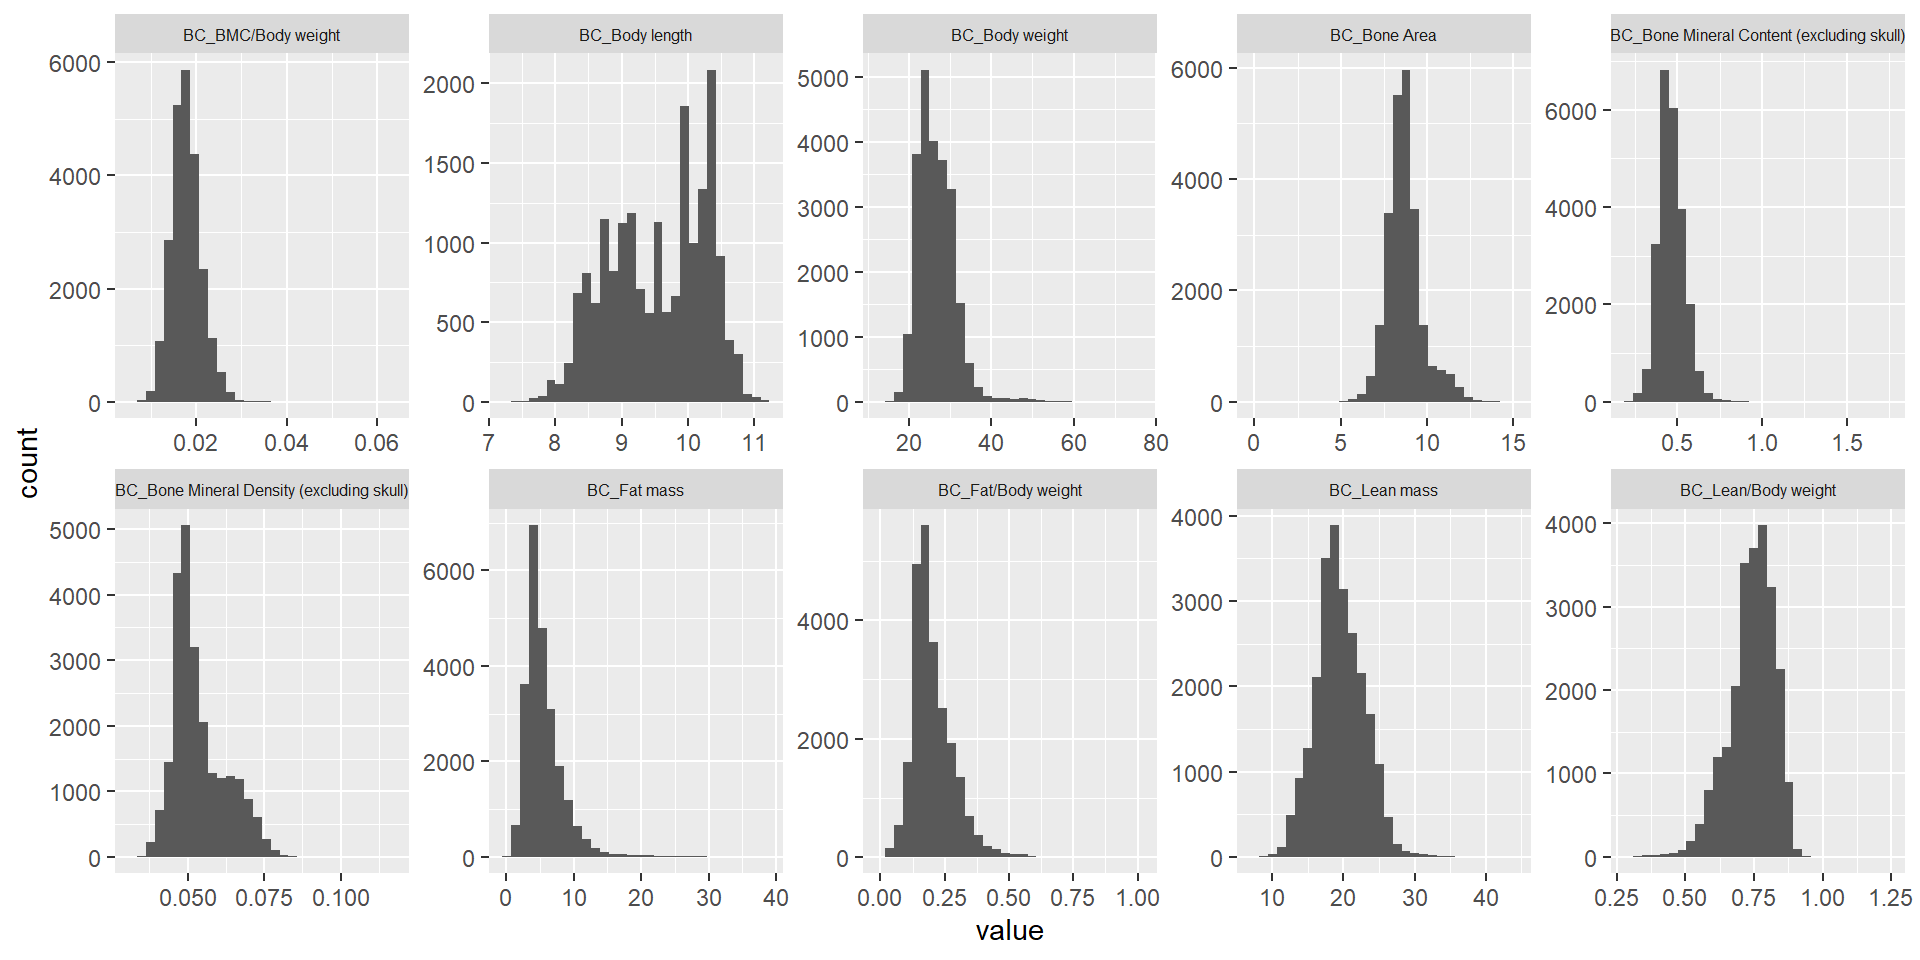 BC_BMC/Body weight
BC_Body length
BC_Body weight
BC_Bone Area
BC_Bone Mineral Content (excluding skull)
6000
4000
2000
0
0.02 0.04 0.06
2000
1500
1000
500
0
7 8 9 10 11
5000
4000
3000
2000
1000
0
20 40 60 80
6000
4000
2000
0
0 5 10 15
6000
4000
2000
0
0.5 1.0 1.5
BC_Bone Mineral Density (excluding skull)
BC_Fat mass
BC_Fat/Body weight
BC_Lean mass
BC_Lean/Body weight
5000
4000
3000
2000
1000
0
0.050 0.075 0.100
6000
4000
2000
0
0 10 20 30 40
4000
2000
0
0.00 0.25 0.50 0.75 1.00
4000
3000
2000
1000
0
10 20 30 40
4000
3000
2000
1000
0
0.25 0.50 0.75 1.00 1.25
count
value